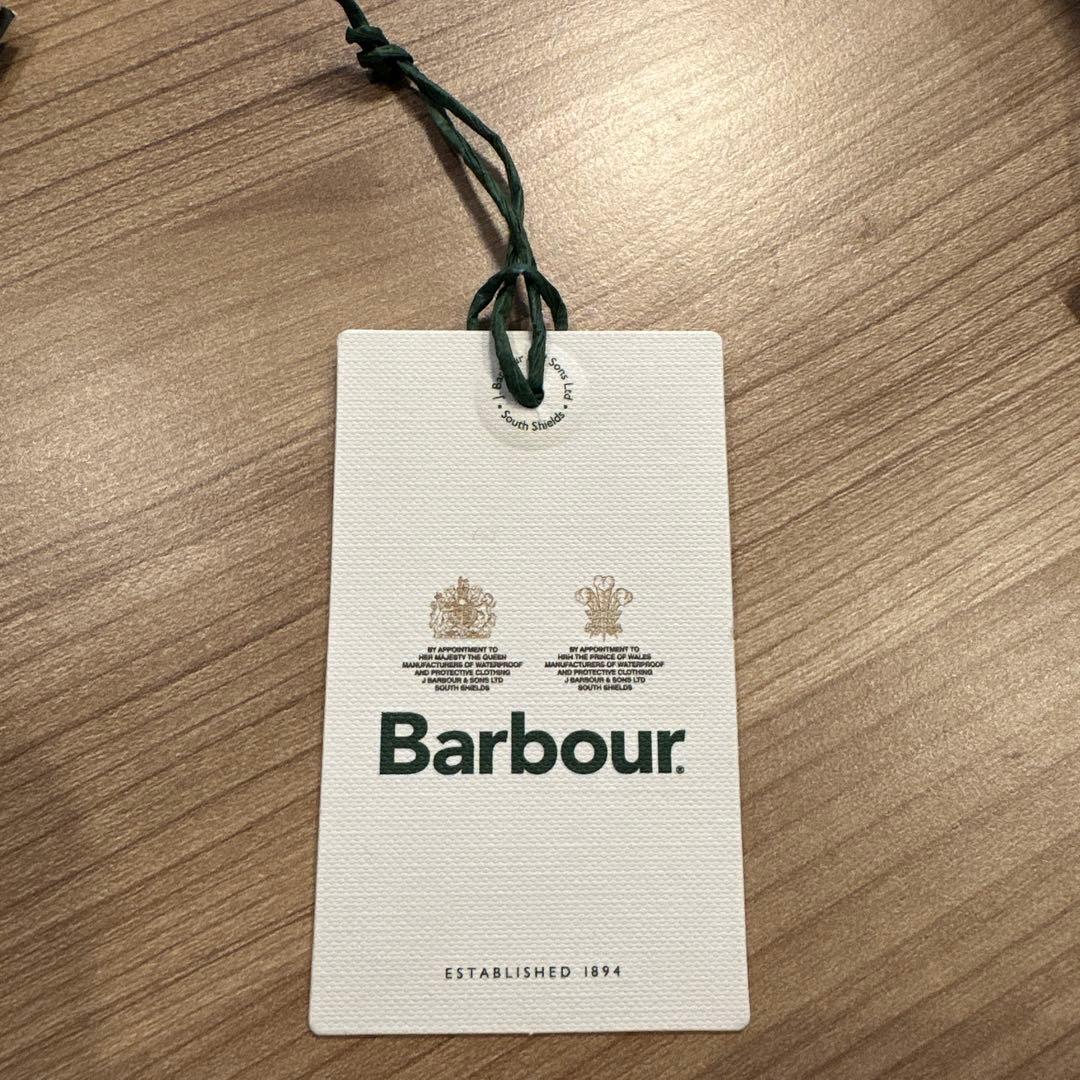 J Barbour Sons Ltd
• South Shields •
BY APPOINTMENT TO
HER MAJESTY THE QUEEN
MANUFACTURERS OF WATERPROOF
AND PROTECTIVE CLOTHING
J BARBOUR & SONS LTD
SOUTH SHIELDS
BY APPOINTMENT TO
HRH THE PRINCE OF WALES
MANUFACTURERS OF WATERPROOF
AND PROTECTIVE CLOTHING
J BARBOUR & SONS LTD
SOUTH SHIELDS
Barbour®
ESTABLISHED 1894